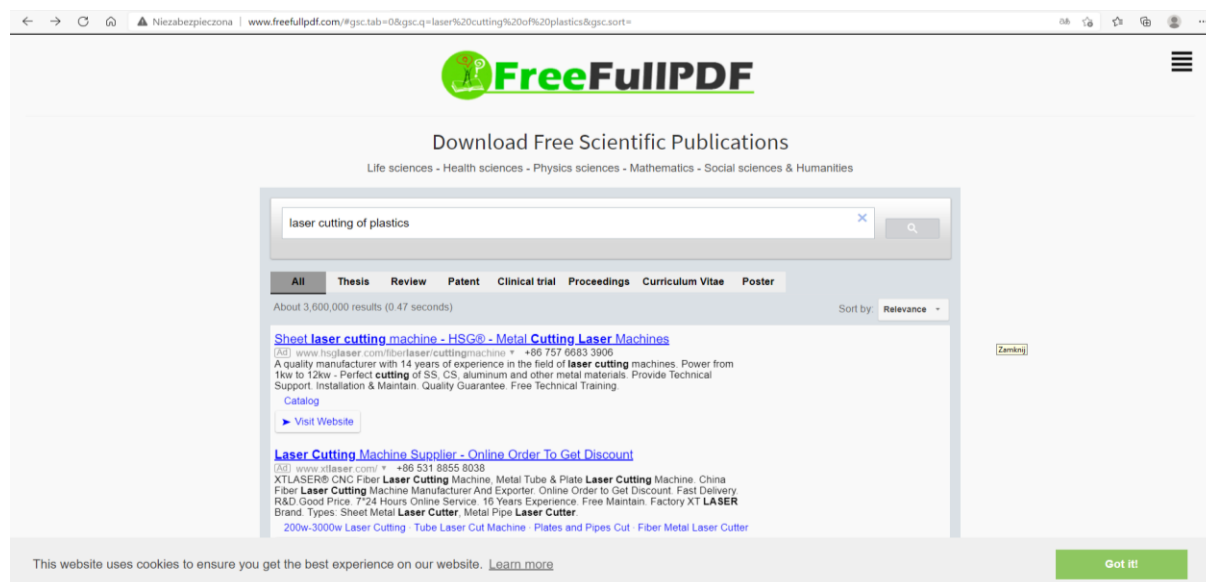 Niezabezpieczona | www.freefullpdf.com/#gsc.tab=0&gsc.q=laser%20cutting%20of%20plastics&gsc.sort=
FreeFullPDF
Download Free Scientific Publications
Life sciences - Health sciences - Physics sciences - Mathematics - Social sciences & Humanities
laser cutting of plastics
All Thesis Review Patent Clinical trial Proceedings Curriculum Vitae Poster
About 3,600,000 results (0.47 seconds)
Sort by: Relevance
Sheet laser cutting machine - HSG® - Metal Cutting Laser Machines
Ad www.hsglaser.com/fiberlaser/cuttingmachine +86 757 6683 3906
A quality manufacturer with 14 years of experience in the field of laser cutting machines. Power from
1kw to 12kw - Perfect cutting of SS, CS, aluminum and other metal materials. Provide Technical
Support. Installation & Maintain. Quality Guarantee. Free Technical Training.
Catalog
Visit Website
Zamknij
Laser Cutting Machine Supplier - Online Order To Get Discount
Ad www.xtlaser.com/ +86 531 8855 8038
XTLASER® CNC Fiber Laser Cutting Machine, Metal Tube & Plate Laser Cutting Machine. China
Fiber Laser Cutting Machine Manufacturer And Exporter. Online Order to Get Discount. Fast Delivery.
R&D.Good Price. 7*24 Hours Online Service. 16 Years Experience. Free Maintain. Factory XT LASER
Brand. Types: Sheet Metal Laser Cutter, Metal Pipe Laser Cutter.
200w-3000w Laser Cutting · Tube Laser Cut Machine · Plates and Pipes Cut · Fiber Metal Laser Cutter
This website uses cookies to ensure you get the best experience on our website. Learn more
Got it!